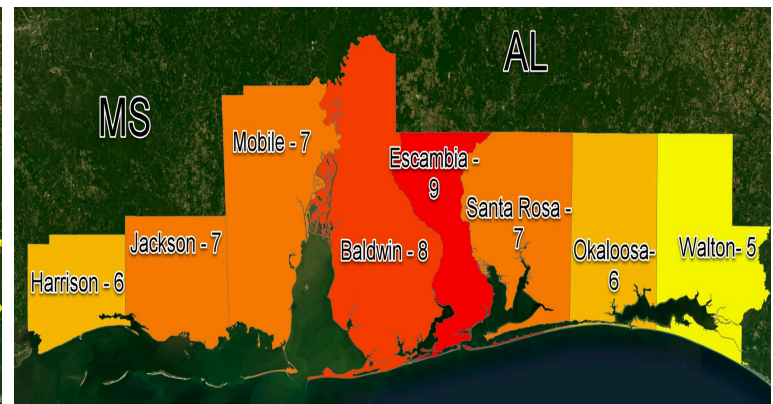 AL
MS
Mobile - 7
Escambia -
9
Santa Rosa -
7
Jackson - 7
Baldwin - 8
Okaloosa-
6
Walton- 5
Harrison - 6